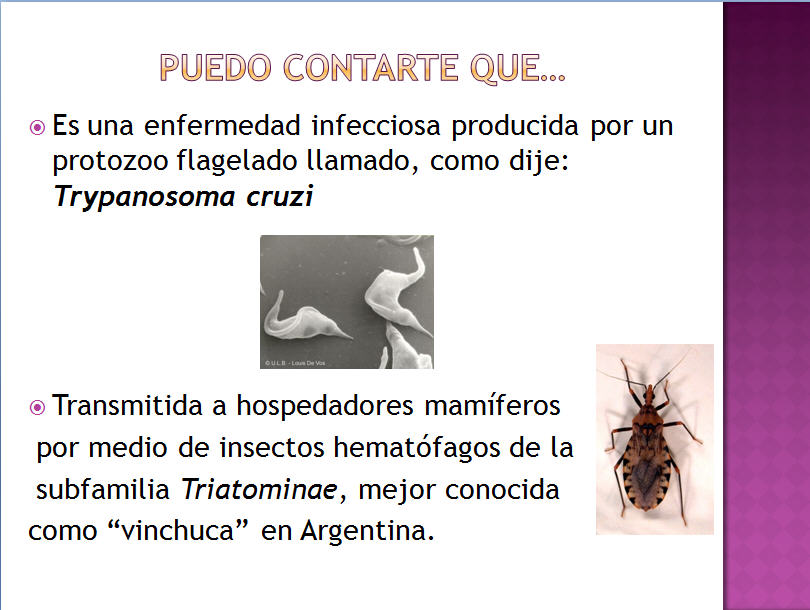 PUEDO CONTARTE QUE…
Es una enfermedad infecciosa producida por un
protozoo flagelado llamado, como dije:
Trypanosoma cruzi
© U.L.B. - Louis De Vos
Transmitida a hospedadores mamíferos
por medio de insectos hematófagos de la
subfamilia Triatominae, mejor conocida
como “vinchuca” en Argentina.